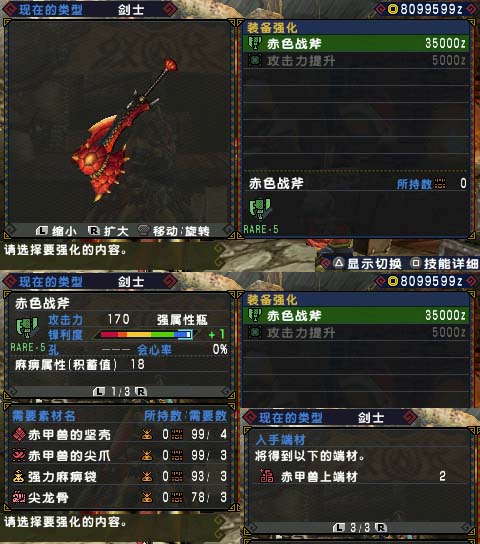 现在的类型 剑士
8099599z
装备强化
赤色战斧 35000z
攻击力提升 5000z
赤色战斧 所持数 0
RARE-5
L 缩小 R 扩大 移动/旋转
请选择要强化的内容。
△显示切换 □技能详细
现在的类型 剑士
8099599z
赤色战斧
攻击力 170 强属性瓶
锋利度 +1
RARE-5 孔 --- 会心率 0%
麻痹属性(积蓄值) 18
L 1/3 R
装备强化
赤色战斧 35000z
攻击力提升 5000z
需要素材名 所持数/需要数
赤甲兽的坚壳 0 99/ 4
赤甲兽的尖爪 0 99/ 3
强力麻痹袋 0 93/ 3
尖龙骨 0 78/ 3
请选择要强化的内容。
现在的类型 剑士
入手端材
将得到以下的端材。
赤甲兽上端材 2
L 3/3 R